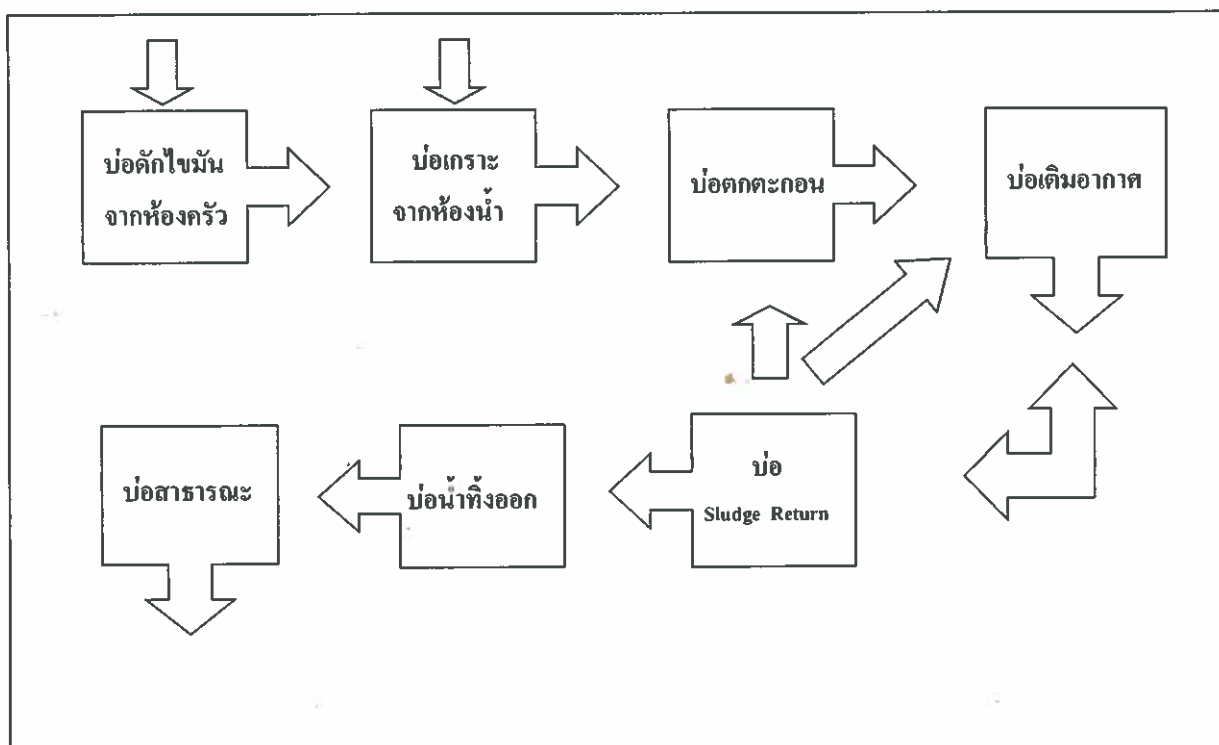 บ่อดักไขมัน
จากห้องครัว
บ่อเกราะ
จากห้องน้ำ
บ่อตกตะกอน
บ่อเติมอากาศ
บ่อสาธารณะ
บ่อน้ำทิ้งออก
บ่อ
Sludge Return